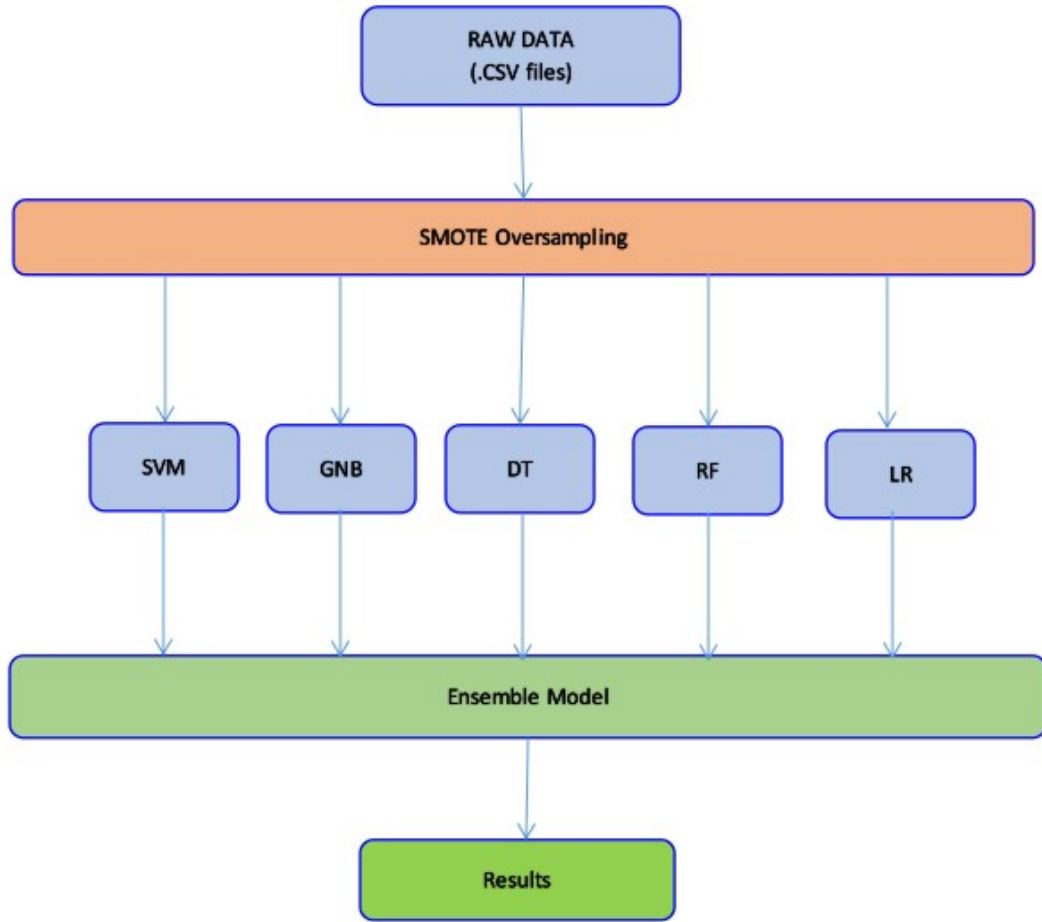 RAW DATA
(.CSV files)
SMOTE Oversampling
SVM
GNB
DT
RF
LR
Ensemble Model
Results